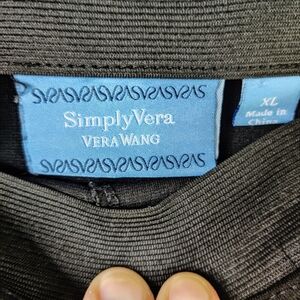 SimplyVera
VERA WANG
XL
Made in
China